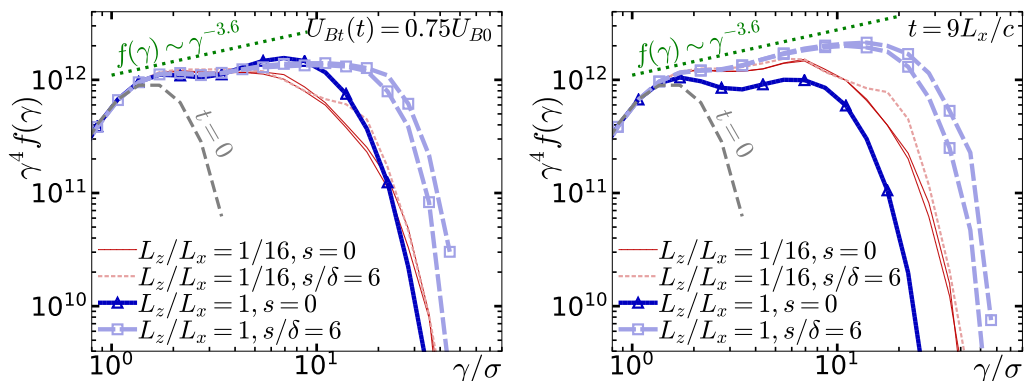 f(γ) ∼ γ^−3.6
U_Bt(t) = 0.75U_B0
10^12
γ^4 f(γ)
t=0
10^11
L_z/L_x = 1/16, s=0
L_z/L_x = 1/16, s/δ=6
10^10
L_z/L_x = 1, s=0
L_z/L_x = 1, s/δ=6
10^0
10^1
γ/σ
f(γ) ∼ γ^−3.6
t = 9L_x/c
10^12
γ^4 f(γ)
t=0
10^11
L_z/L_x = 1/16, s=0
L_z/L_x = 1/16, s/δ=6
10^10
L_z/L_x = 1, s=0
L_z/L_x = 1, s/δ=6
10^0
10^1
γ/σ